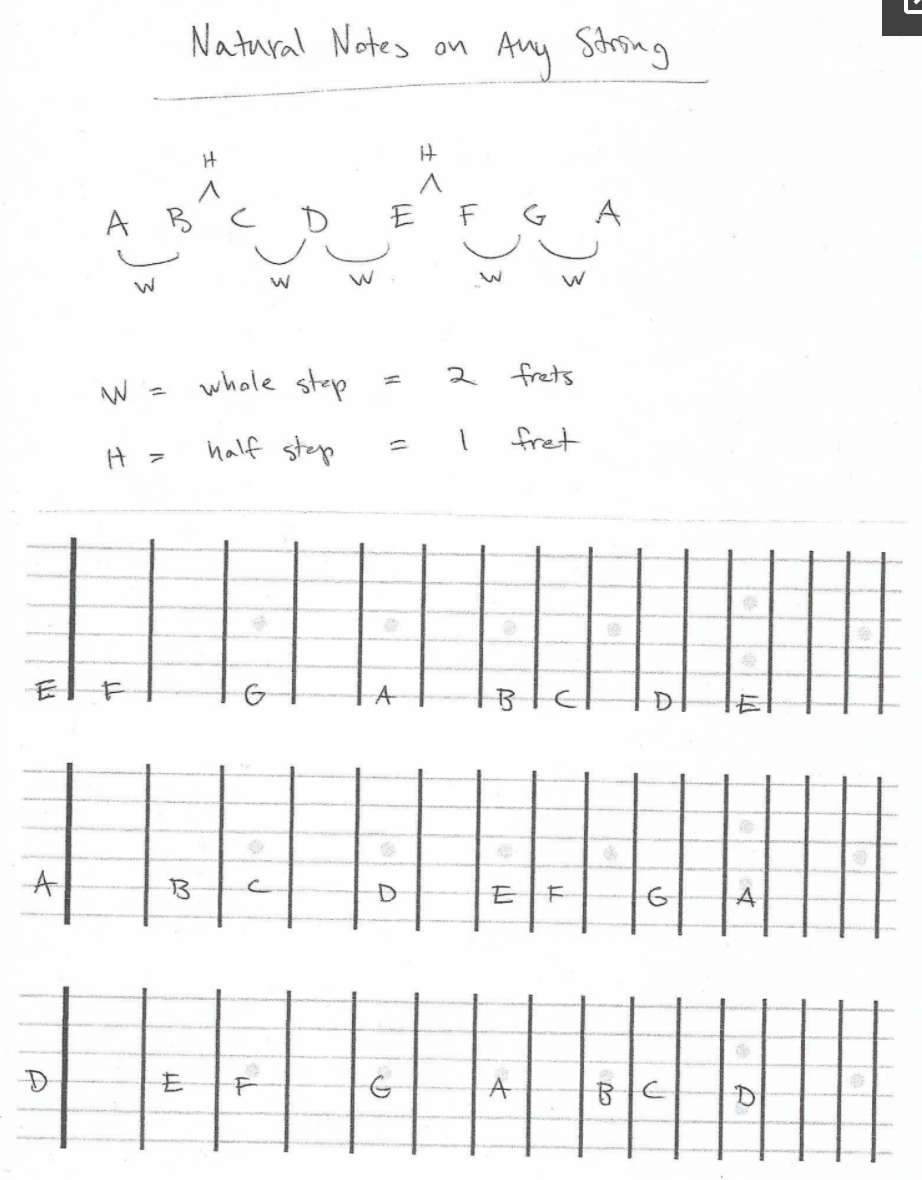 Natural Notes on Any String
H H
A B C D E F G A
W W W W W
W = whole step = 2 frets
H = half step = 1 fret
E F G A B C D E
A B C D E F G A
D E F G A B C D